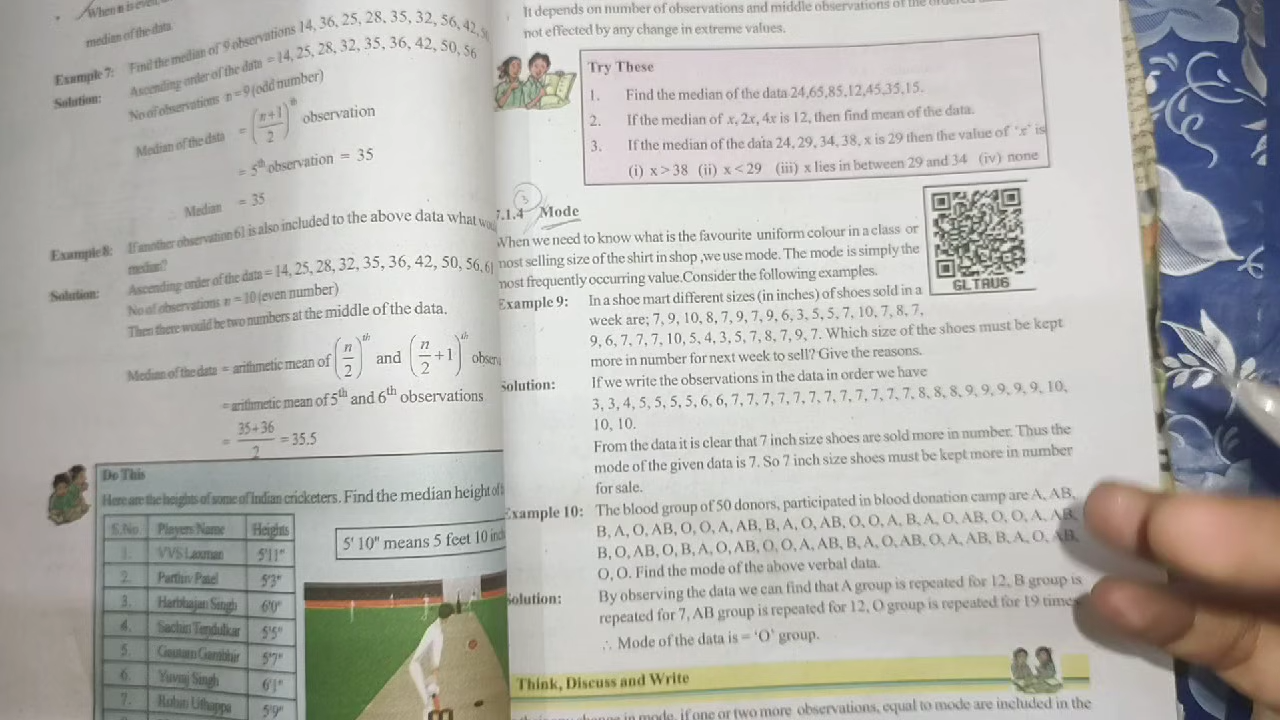 When n is even,
median of the data
Example 7: Find the median of 9 observations 14, 36, 25, 28, 35, 32, 56, 42,
Solution: Ascending order of the data = 14, 25, 28, 32, 35, 36, 42, 50, 56
No of observations n = 9 (odd number)
Median of the data = (n+1/2)th observation
= 5th observation = 35
∴ Median = 35
Example 8: If another observation 61 is also included to the above data what
median?
Solution: Ascending order of the data = 14, 25, 28, 32, 35, 36, 42, 50, 56, 61
No of observations n = 10 (even number)
Then there would be two numbers at the middle of the data.
Median of the data = arithmetic mean of (n/2)th and (n/2+1)th
= arithmetic mean of 5th and 6th observations
= 35+36/2 = 35.5
Do This
Here are the heights of some of Indian cricketers. Find the median height of
S.No. Players Name Heights
1. VVS Laxman 5'11"
2. Parthiv Patel 5'3"
3. Harbhajan Singh 6'0"
4. Sachin Tendulkar 5'5"
5. Gautam Gambhir 5'7"
6. Yuvraj Singh 6'1"
7. Robin Uthappa 5'9"
5' 10" means 5 feet 10
It depends on number of observations and middle observations of the ordered
not effected by any change in extreme values.
Try These
1. Find the median of the data 24,65,85,12,45,35,15.
2. If the median of x, 2x, 4x is 12, then find mean of the data.
3. If the median of the data 24, 29, 34, 38, x is 29 then the value of 'x' is
(i) x > 38 (ii) x < 29 (iii) x lies in between 29 and 34 (iv) none
3
7.1.4 Mode
When we need to know what is the favourite uniform colour in a class or
most selling size of the shirt in shop ,we use mode. The mode is simply the
most frequently occurring value.Consider the following examples.
GLTAU6
Example 9: In a shoe mart different sizes (in inches) of shoes sold in a
week are; 7, 9, 10, 8, 7, 9, 7, 9, 6, 3, 5, 5, 7, 10, 7, 8, 7,
9, 6, 7, 7, 7, 10, 5, 4, 3, 5, 7, 8, 7, 9, 7. Which size of the shoes must be kept
more in number for next week to sell? Give the reasons.
Solution: If we write the observations in the data in order we have
3, 3, 4, 5, 5, 5, 5, 6, 6, 7, 7, 7, 7, 7, 7, 7, 7, 7, 7, 7, 7, 7, 8, 8, 8, 9, 9, 9, 9, 9, 10,
10, 10.
From the data it is clear that 7 inch size shoes are sold more in number. Thus the
mode of the given data is 7. So 7 inch size shoes must be kept more in number
for sale.
Example 10: The blood group of 50 donors, participated in blood donation camp are A, AB,
B, A, O, AB, O, O, A, AB, B, A, O, AB, O, O, A, B, A, O, AB, O, O, A, AB,
B, O, AB, O, B, A, O, AB, O, O, A, AB, B, A, O, AB, O, A, AB, B, A, O, AB,
O, O. Find the mode of the above verbal data.
Solution: By observing the data we can find that A group is repeated for 12, B group is
repeated for 7, AB group is repeated for 12, O group is repeated for 19 times
∴ Mode of the data is = 'O' group.
Think, Discuss and Write
any change in mode, if one or two more observations, equal to mode are included in the